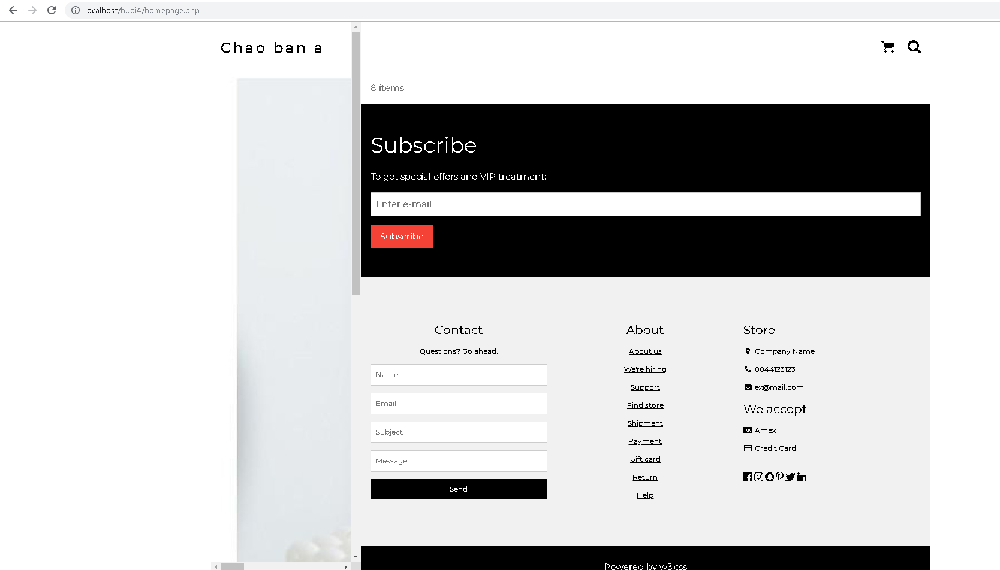 localhost/buoi4/homepage.php
Chao ban a
8 items
Subscribe
To get special offers and VIP treatment:
Enter e-mail
Subscribe
Contact
Questions? Go ahead.
Name
Email
Subject
Message
Send
About
About us
We're hiring
Support
Find store
Shipment
Payment
Gift card
Return
Help
Store
Company Name
0044123123
ex@mail.com
We accept
Amex
Credit Card
Powered by w3.css